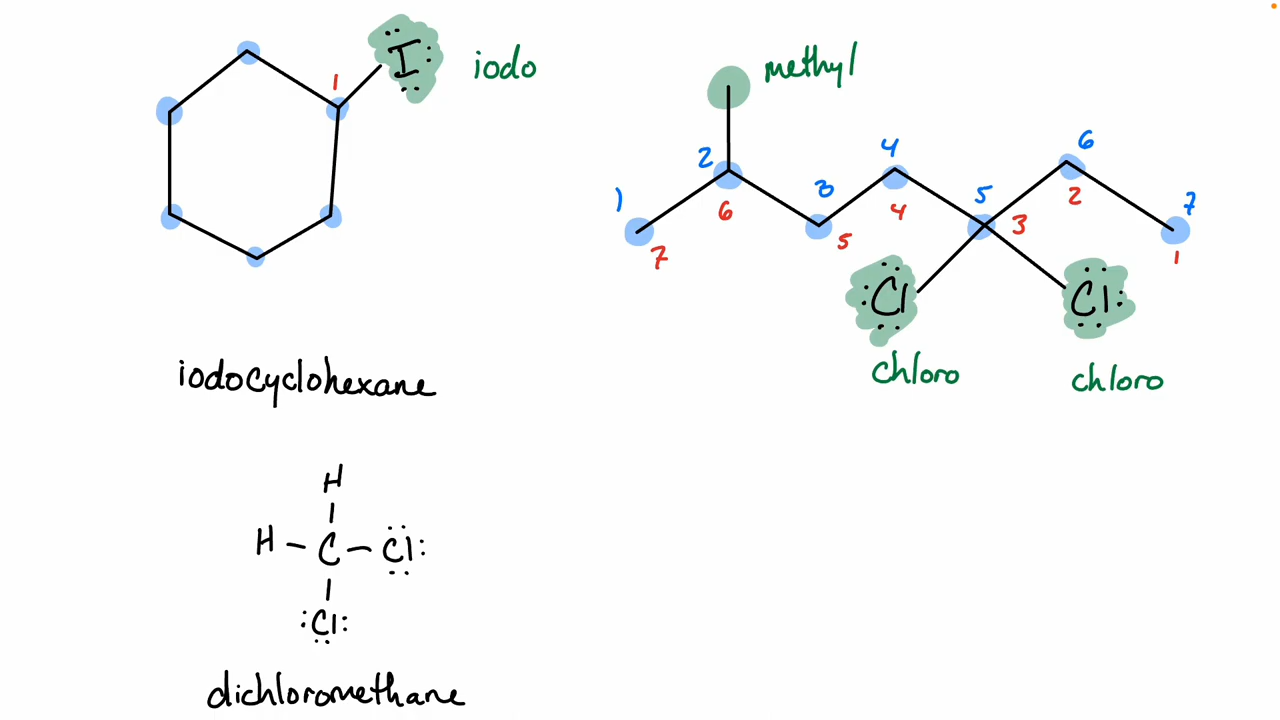 1
:I:
iodo
iodocyclohexane
methyl
1 2 3 4 5 6 7
7 6 5 4 3 2 1
:Cl
Cl:
chloro
chloro
H
H – C – Cl:
:Cl:
dichloromethane